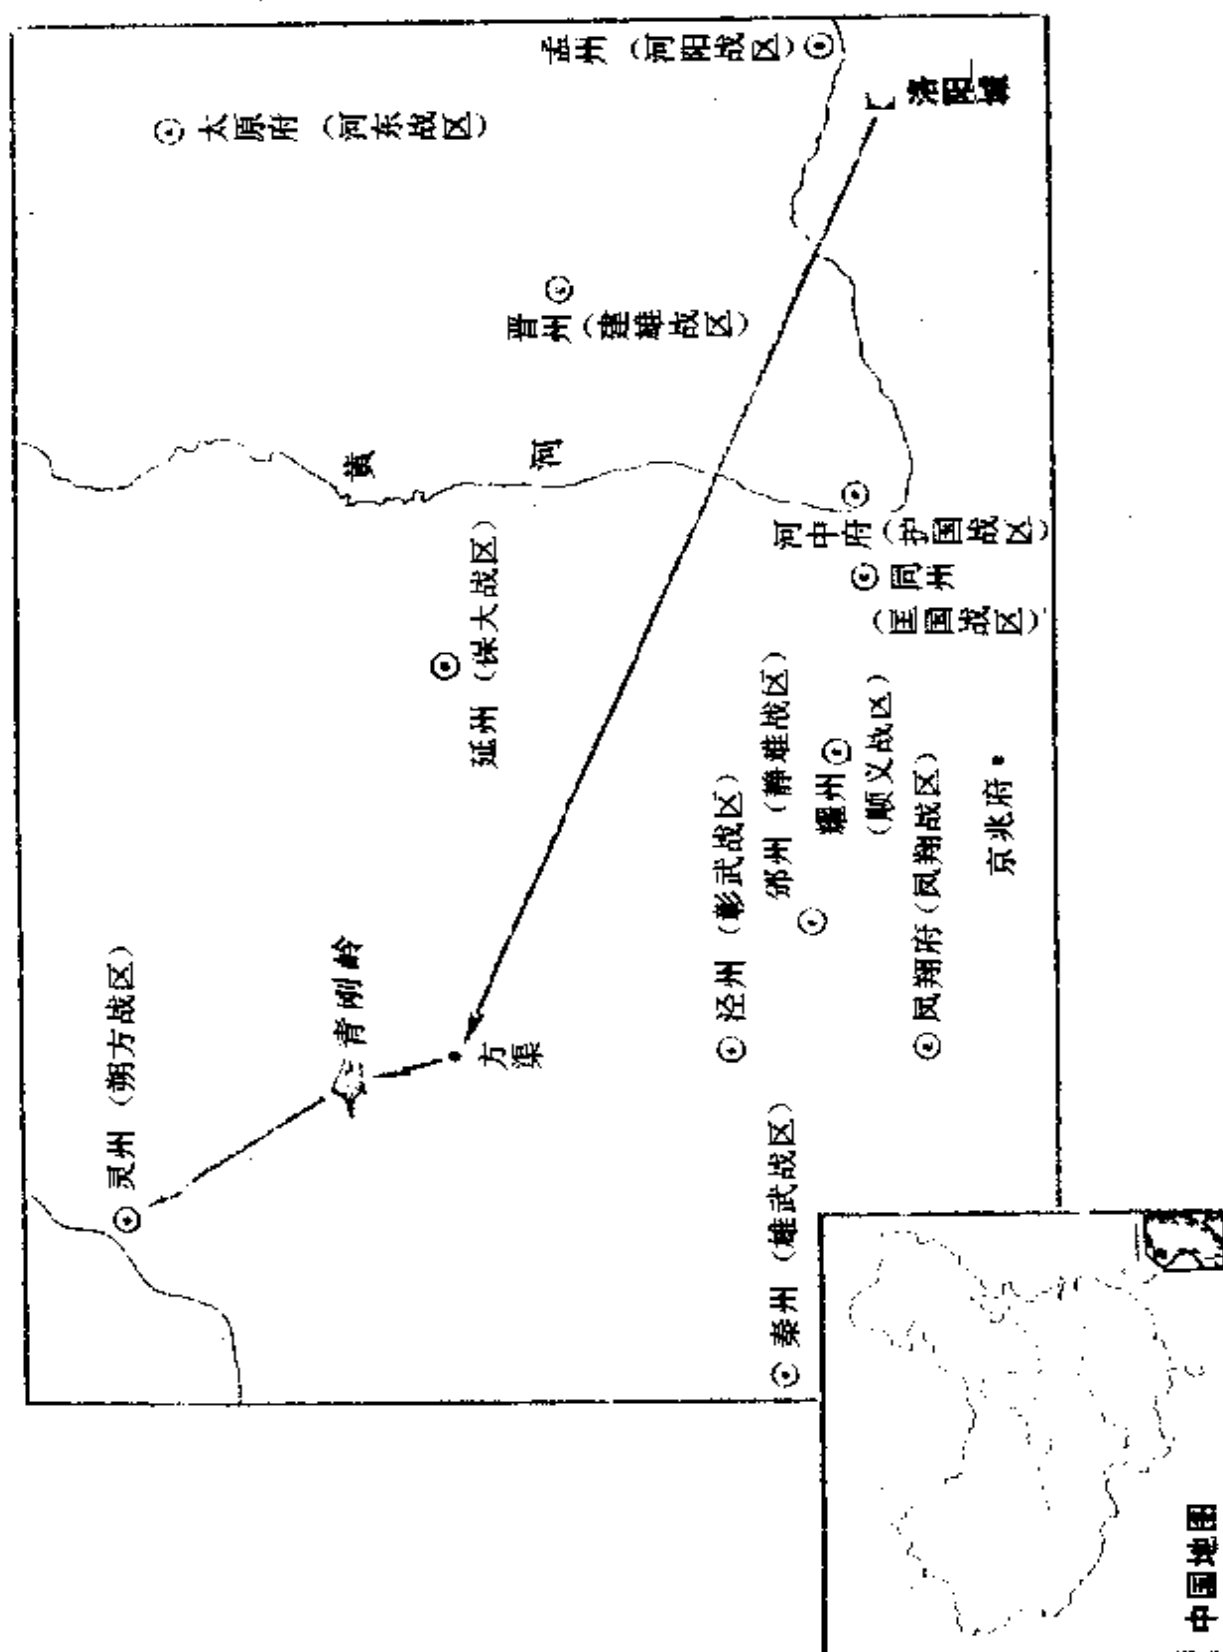 灵州（朔方战区）
青刚岭
方渠
延州（保大战区）
太原府（河东战区）
晋州（建雄战区）
孟州（河阳战区）
黄河
河中府（护国战区）
同州
（匡国战区）
泾州（彰武战区）
邠州（静难战区）
耀州
（顺义战区）
凤翔府（凤翔战区）
京兆府
秦州（雄武战区）
中国地图